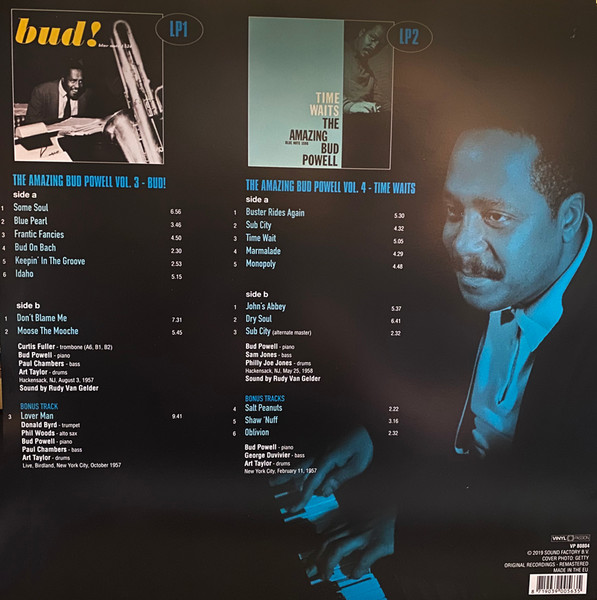 bud!
blue note 1571
LP1
LP2
TIME
WAITS
THE
AMAZING
BUD
POWELL
BLUE NOTE 1598
THE AMAZING BUD POWELL VOL. 3 - BUD!
side a
1 Some Soul 6.56
2 Blue Pearl 3.46
3 Frantic Fancies 4.50
4 Bud On Bach 2.30
5 Keepin' In The Groove 2.53
6 Idaho 5.15
side b
1 Don't Blame Me 7.31
2 Moose The Mooche 5.45
Curtis Fuller - trombone (A6, B1, B2)
Bud Powell - piano
Paul Chambers - bass
Art Taylor - drums
Hackensack, NJ, August 3, 1957
Sound by Rudy Van Gelder
BONUS TRACK
3 Lover Man 9.41
Donald Byrd - trumpet
Phil Woods - alto sax
Bud Powell - piano
Paul Chambers - bass
Art Taylor - drums
Live, Birdland, New York City, October 1957
THE AMAZING BUD POWELL VOL. 4 - TIME WAITS
side a
1 Buster Rides Again 5.30
2 Sub City 4.32
3 Time Wait 5.05
4 Marmalade 4.29
5 Monopoly 4.48
side b
1 John's Abbey 5.37
2 Dry Soul 6.41
3 Sub City (alternate master) 2.32
Bud Powell - piano
Sam Jones - bass
Philly Joe Jones - drums
Hackensack, NJ, May 25, 1958
Sound by Rudy Van Gelder
BONUS TRACKS
4 Salt Peanuts 2.22
5 Shaw 'Nuff 3.16
6 Oblivion 2.32
Bud Powell - piano
George Duvivier - bass
Art Taylor - drums
New York City, February 11, 1957
VINYL PASSION
VP 80804
© 2019 SOUND FACTORY B.V.
COVER PHOTO: GETTY
ORIGINAL RECORDINGS - REMASTERED
MADE IN THE EU
8 719039 005635